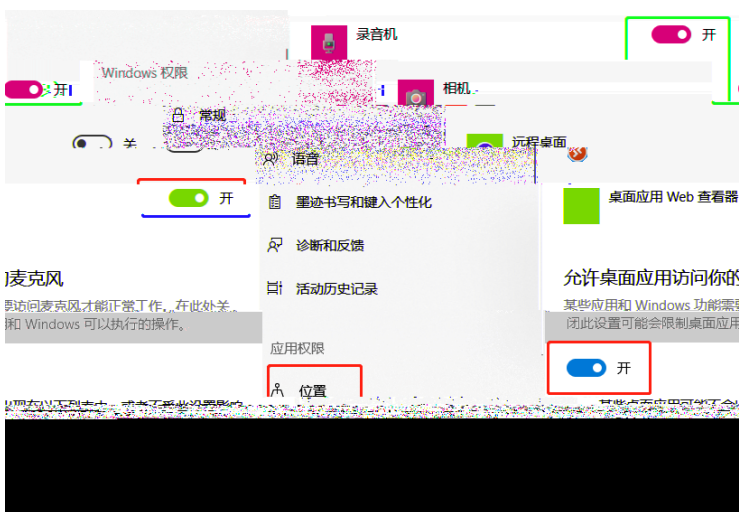 录音机
开
Windows 权限
开
相机
常规
关
远程桌面
语音
开
墨迹书写和键入个性化
桌面应用 Web 查看器
诊断和反馈
麦克风
允许桌面应用访问你的
活动历史记录
要访问麦克风才能正常工作。在此处关
某些应用和 Windows 功能需要
和 Windows 可以执行的操作。
闭此设置可能会限制桌面应用
应用权限
开
位置